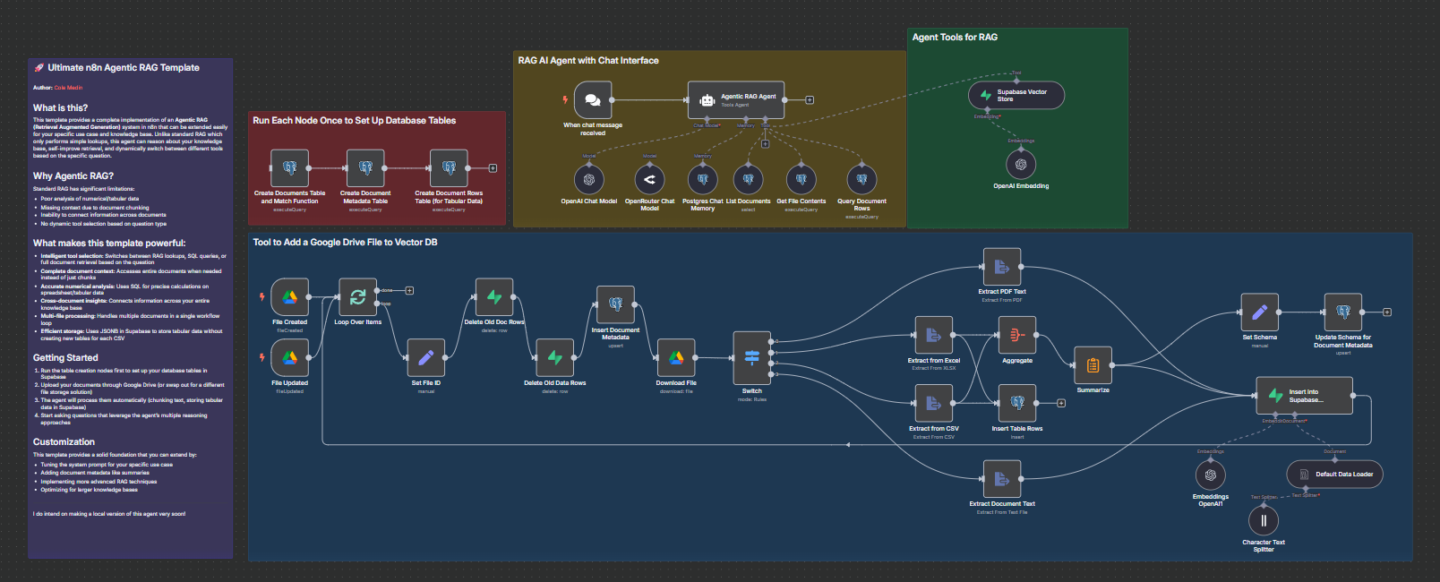 🚀 Ultimate n8n Agentic RAG Template
Author: Cole Medin
What is this?
This template provides a complete implementation of an Agentic RAG
(Retrieval Augmented Generation) system in n8n that can be extended easily
for your specific use case and knowledge base. Unlike standard RAG which
only performs simple lookups, this agent can reason about your knowledge
base, self-improve retrieval, and dynamically switch between different tools
based on the specific question.
Why Agentic RAG?
Standard RAG has significant limitations:
• Poor analysis of numerical/tabular data
• Missing context due to document chunking
• Inability to connect information across documents
• No dynamic tool selection based on question type
What makes this template powerful:
• Intelligent tool selection: Switches between RAG lookups, SQL queries, or
full document retrieval based on the question
• Complete document context: Accesses entire documents when needed
instead of just chunks
• Accurate numerical analysis: Uses SQL for precise calculations on
spreadsheet/tabular data
• Cross-document insights: Connects information across your entire
knowledge base
• Multi-file processing: Handles multiple documents in a single workflow
loop
• Efficient storage: Uses JSONB in Supabase to store tabular data without
creating new tables for each CSV
Getting Started
1. Run the table creation nodes first to set up your database tables in
Supabase
2. Upload your documents through Google Drive (or swap out for a different
file storage solution)
3. The agent will process them automatically (chunking text, storing tabular
data in Supabase)
4. Start asking questions that leverage the agent's multiple reasoning
approaches
Customization
This template provides a solid foundation that you can extend by:
• Tuning the system prompt for your specific use case
• Adding document metadata like summaries
• Implementing more advanced RAG techniques
• Optimizing for larger knowledge bases
I do intend on making a local version of this agent very soon!
Run Each Node Once to Set Up Database Tables
Create Documents Table
and Match Function
executeQuery
Create Document
Metadata Table
executeQuery
Create Document Rows
Table (for Tabular Data)
executeQuery
RAG AI Agent with Chat Interface
When chat message
received
Agentic RAG Agent
Tools Agent
Chat Model*
Memory
Tool
Model
OpenAI Chat Model
Model
OpenRouter Chat
Model
Memory
Postgres Chat
Memory
List Documents
select
Get File Contents
executeQuery
Query Document
Rows
executeQuery
Agent Tools for RAG
Tool
Supabase Vector
Store
Embedding*
Embeddings
OpenAI Embedding
Tool to Add a Google Drive File to Vector DB
File Created
fileCreated
File Updated
fileUpdated
done
loop
Loop Over Items
Set File ID
manual
Delete Old Doc Rows
delete: row
Delete Old Data Rows
delete: row
Insert Document
Metadata
upsert
Download File
download: file
Switch
mode: Rules
Extract PDF Text
Extract From PDF
Extract from Excel
Extract From XLSX
Extract from CSV
Extract From CSV
Extract Document Text
Extract From Text File
Aggregate
Insert Table Rows
insert
Summarize
Set Schema
manual
Update Schema for
Document Metadata
upsert
Insert into
Supabase...
Document*
Embeddings
Embeddings
OpenAI1
Document
Default Data Loader
Text Splitter*
Text Splitter
Character Text
Splitter